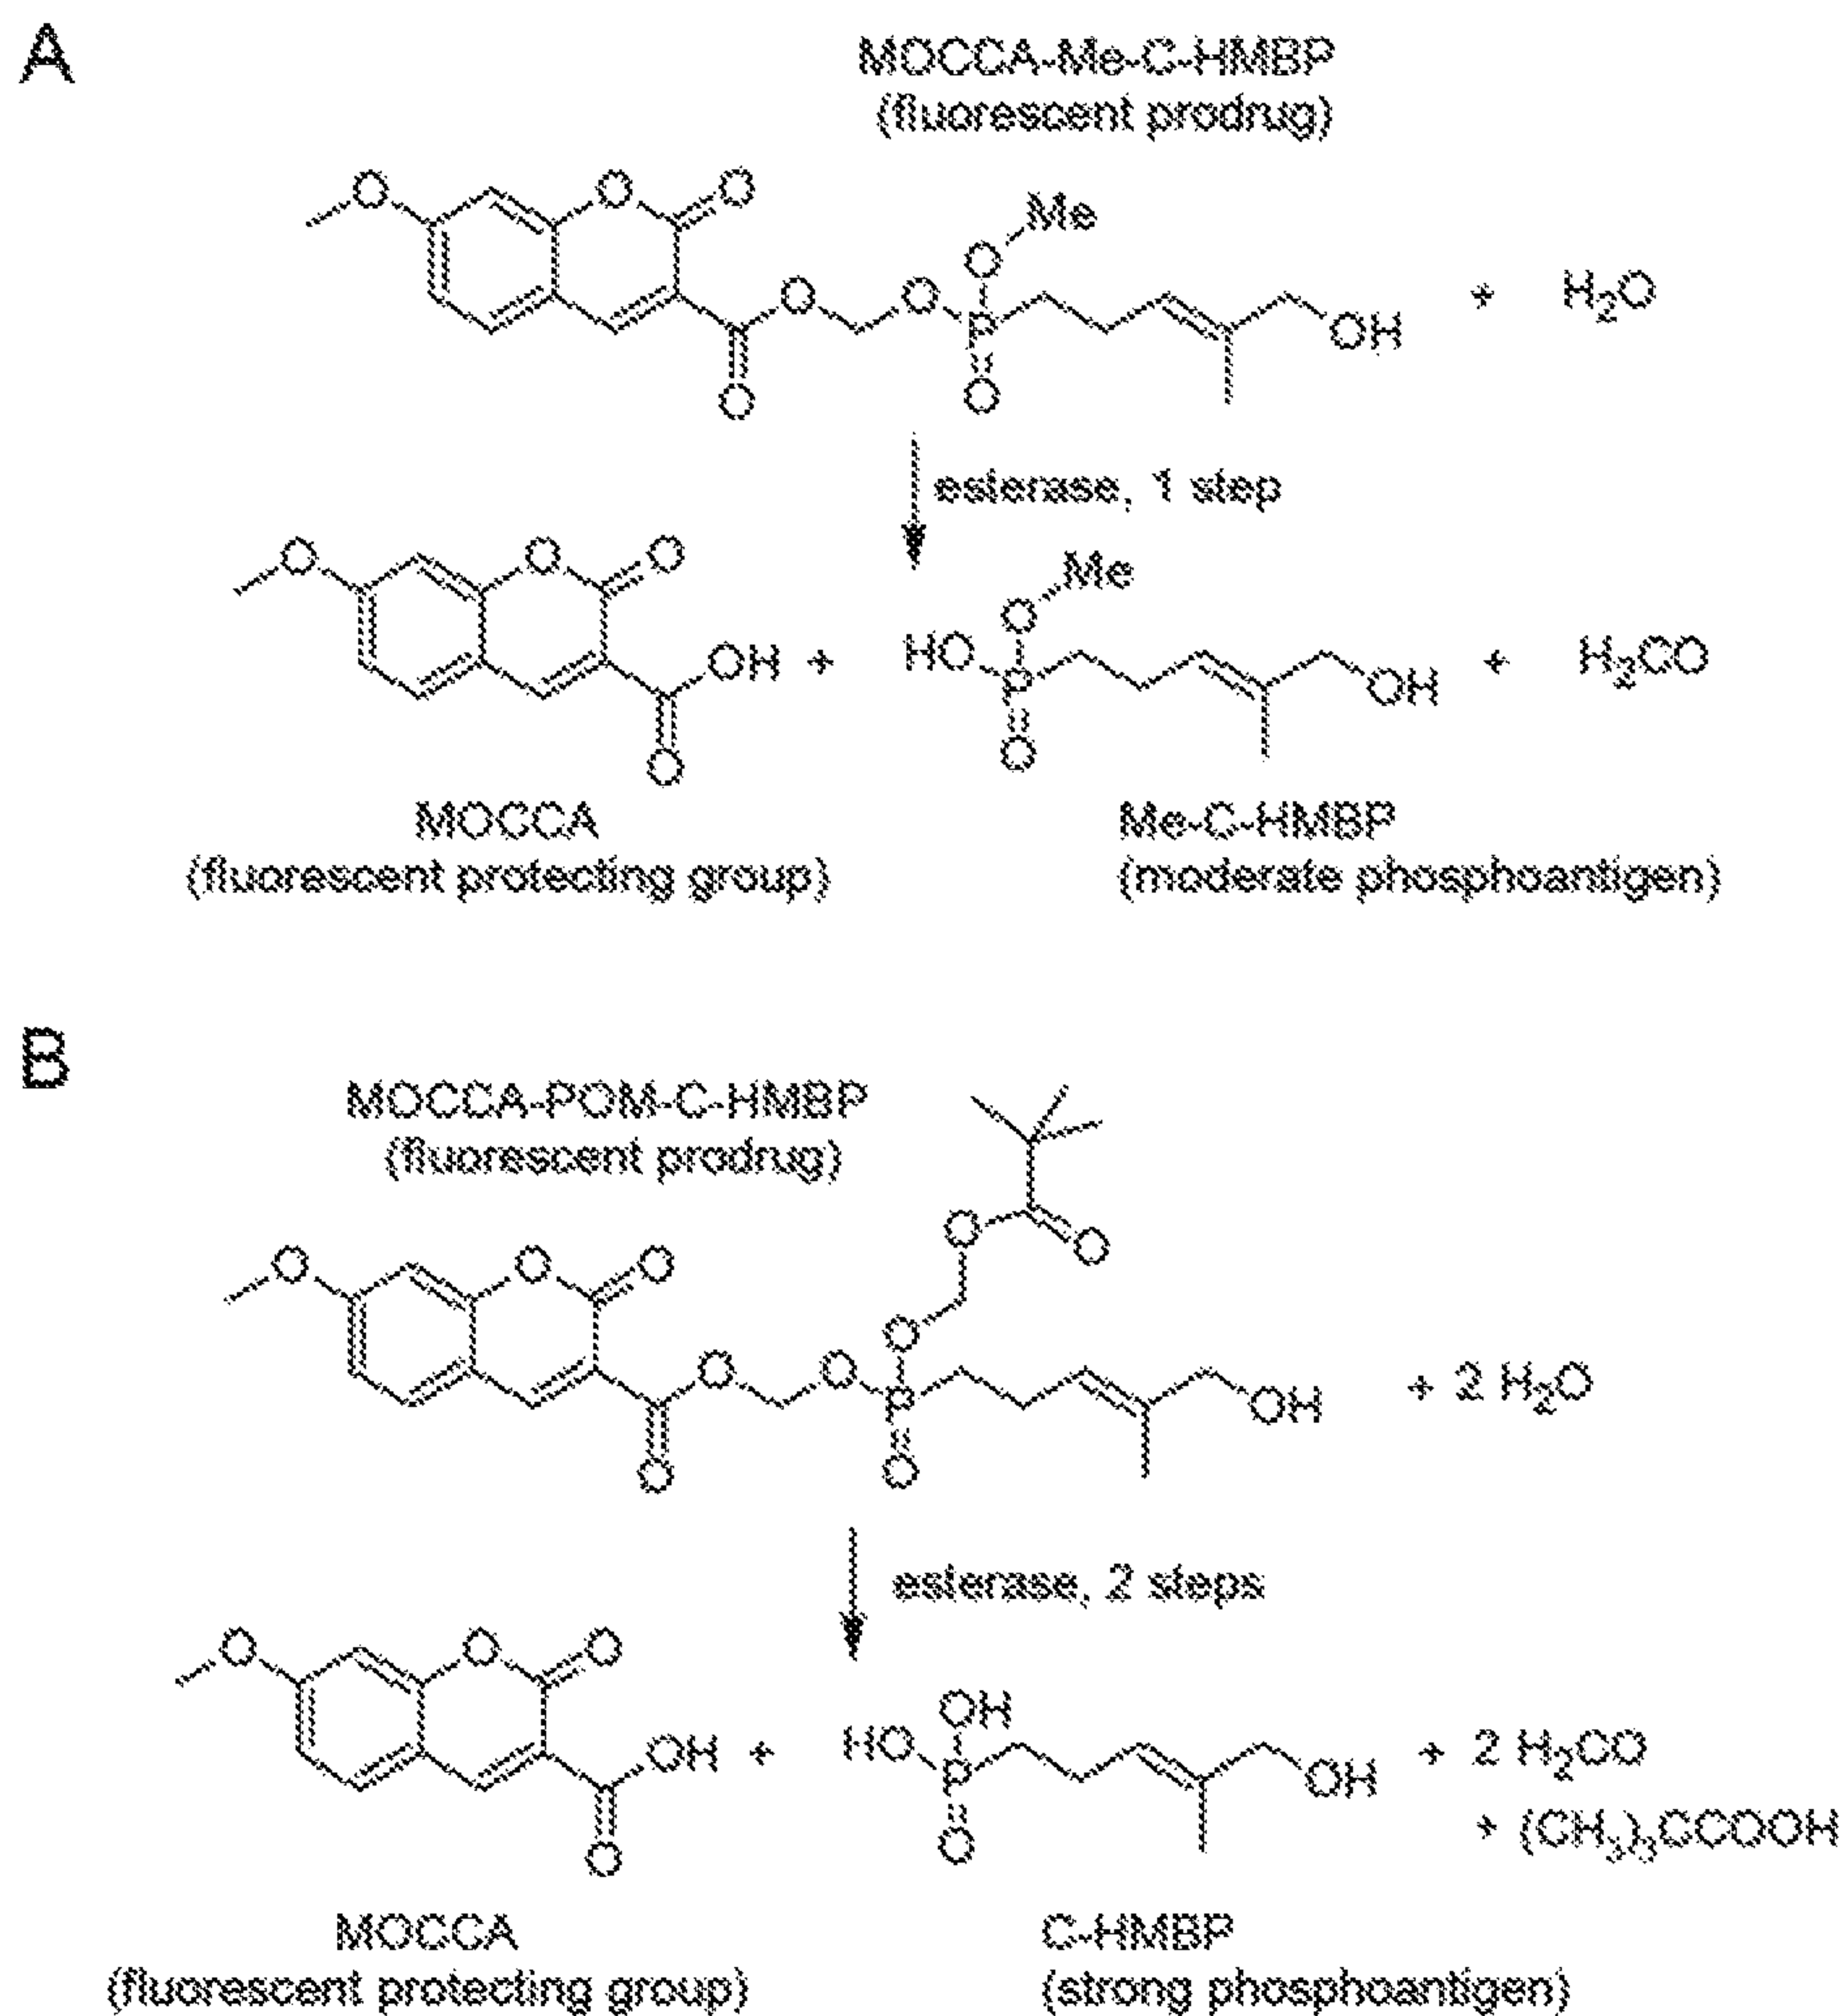 A
MOCCA-Me-C-HMBP
(fluorescent prodrug)
O O O
Me
O
O O P OH + H₂O
O O
esterase, 1 step
O O O
Me
O
HO P OH + H₂CO
OH +
O O
MOCCA
(fluorescent protecting group)
Me-C-HMBP
(moderate phosphoantigen)
B
MOCCA-POM-C-HMBP
(fluorescent prodrug)
O O
O O O
O
O O P OH + 2 H₂O
O O
esterase, 2 steps
O O O
OH
OH + HO P OH + 2 H₂CO
O O + (CH₃)₃CCOOH
MOCCA
(fluorescent protecting group)
C-HMBP
(strong phosphoantigen)